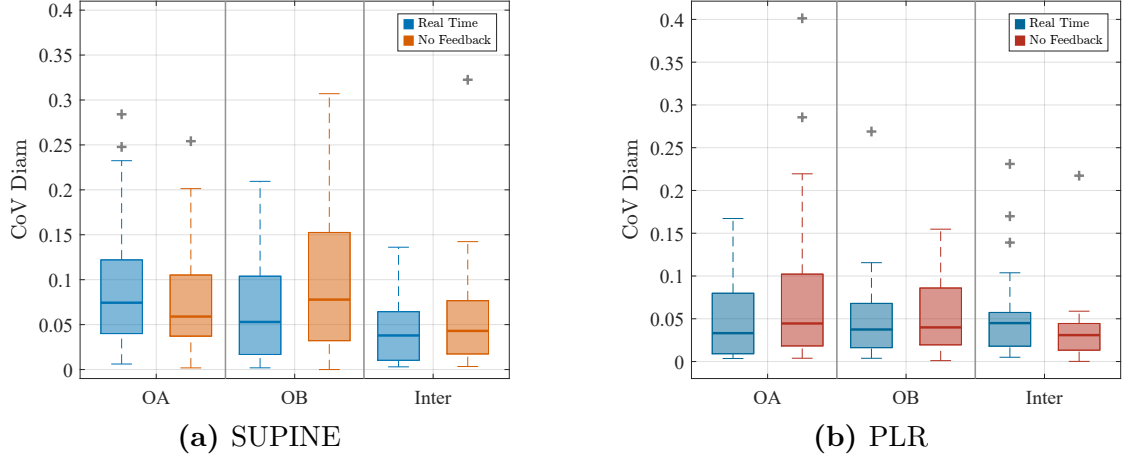 0.4
0.35
0.3
0.25
0.2
0.15
0.1
0.05
0
CoV Diam
Real Time
No Feedback
OA
OB
Inter
(a) SUPINE
0.4
0.35
0.3
0.25
0.2
0.15
0.1
0.05
0
CoV Diam
Real Time
No Feedback
OA
OB
Inter
(b) PLR